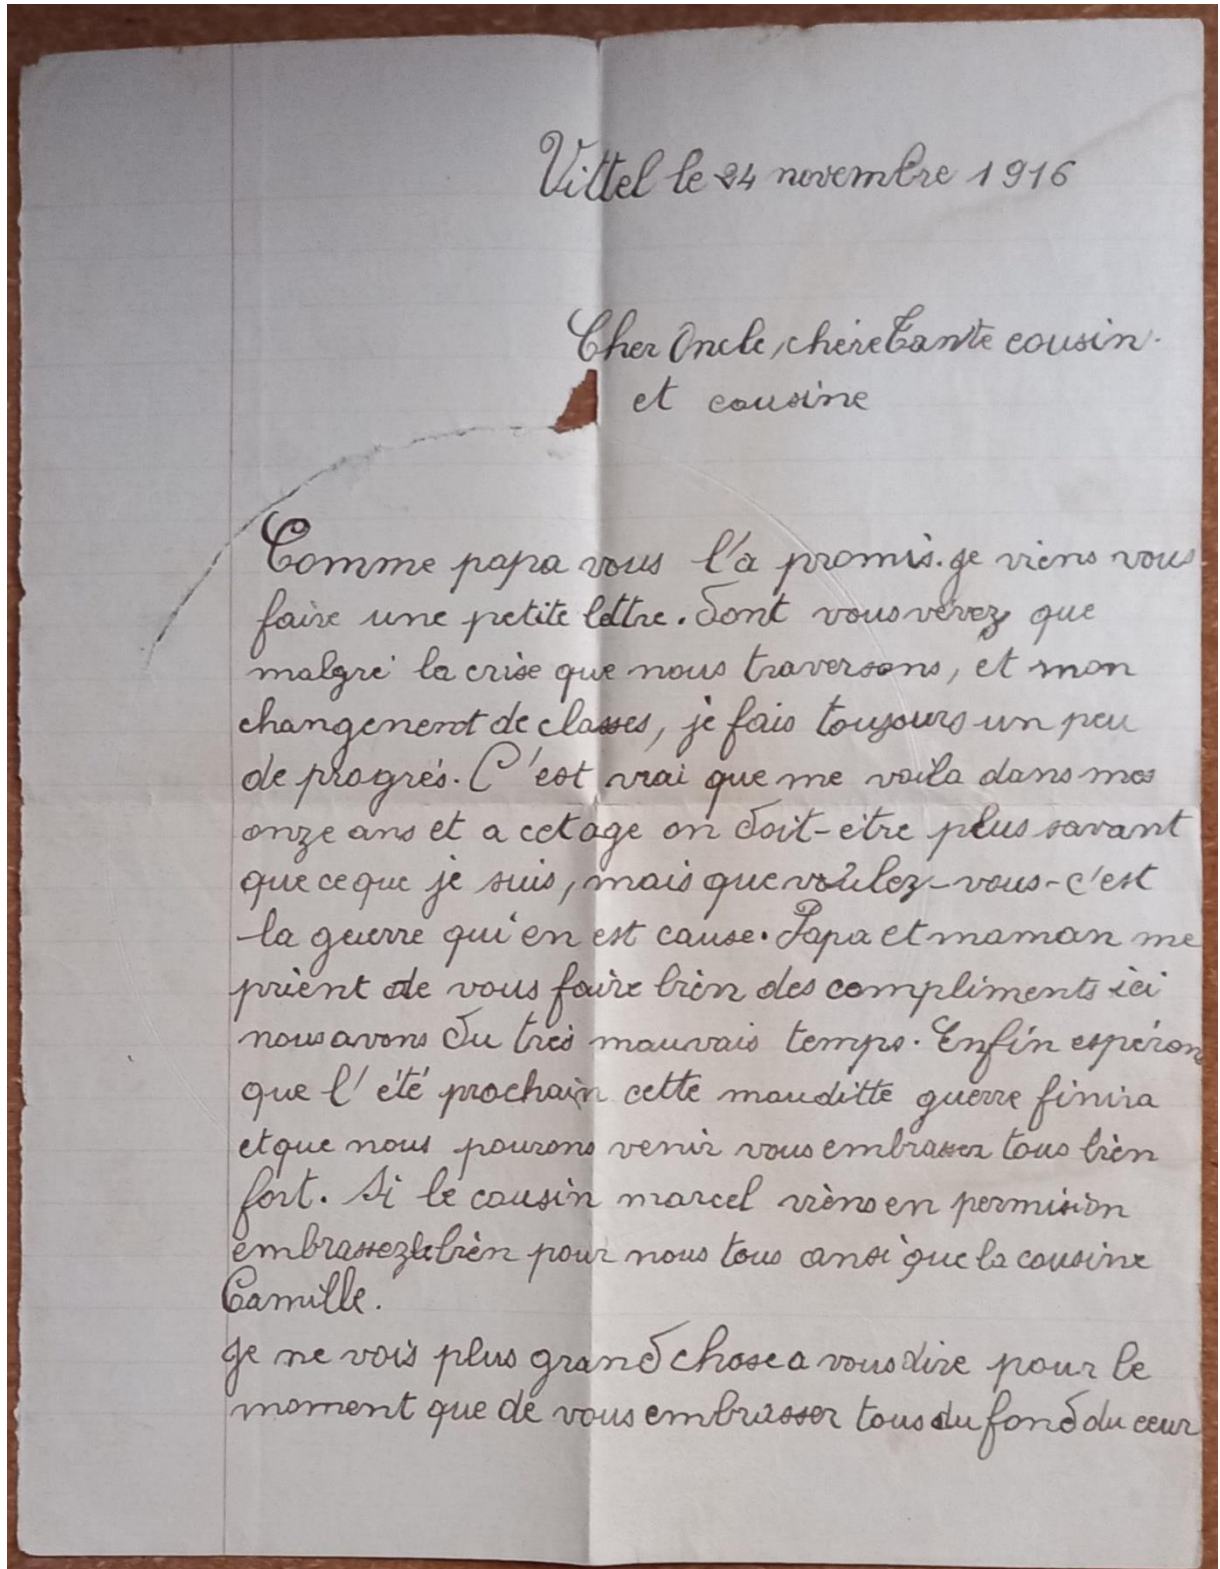 Vittel le 24 novembre 1916
Cher Oncle, chère Tante cousin.
et cousine
Comme papa vous l'a promis. je viens vous
faire une petite lettre. Dont vous verez que
malgré la crise que nous traversons, et mon
changenent de classes, je fais toujours un peu
de progrés. C'est vrai que me voila dans mes
onze ans et a cet age on doit-etre plus savant
que ce que je suis, mais que voulez-vous-c'est
la geuerre qui en est cause. Papa et maman me
prient de vous faire bien des compliments ici
nous avons du tres mauvais temps. Enfin espéron
que l'été prochain cette mauditte guerre finira
et que nous pourons venir vous embrasser tous bien
fort. Si le cousin marcel viens en permision
embrassez le bien pour nous tous ansi que la cousine
Camille.
Je ne vois plus grand chose a vous dire pour le
moment que de vous embrasser tous du fond du ceur